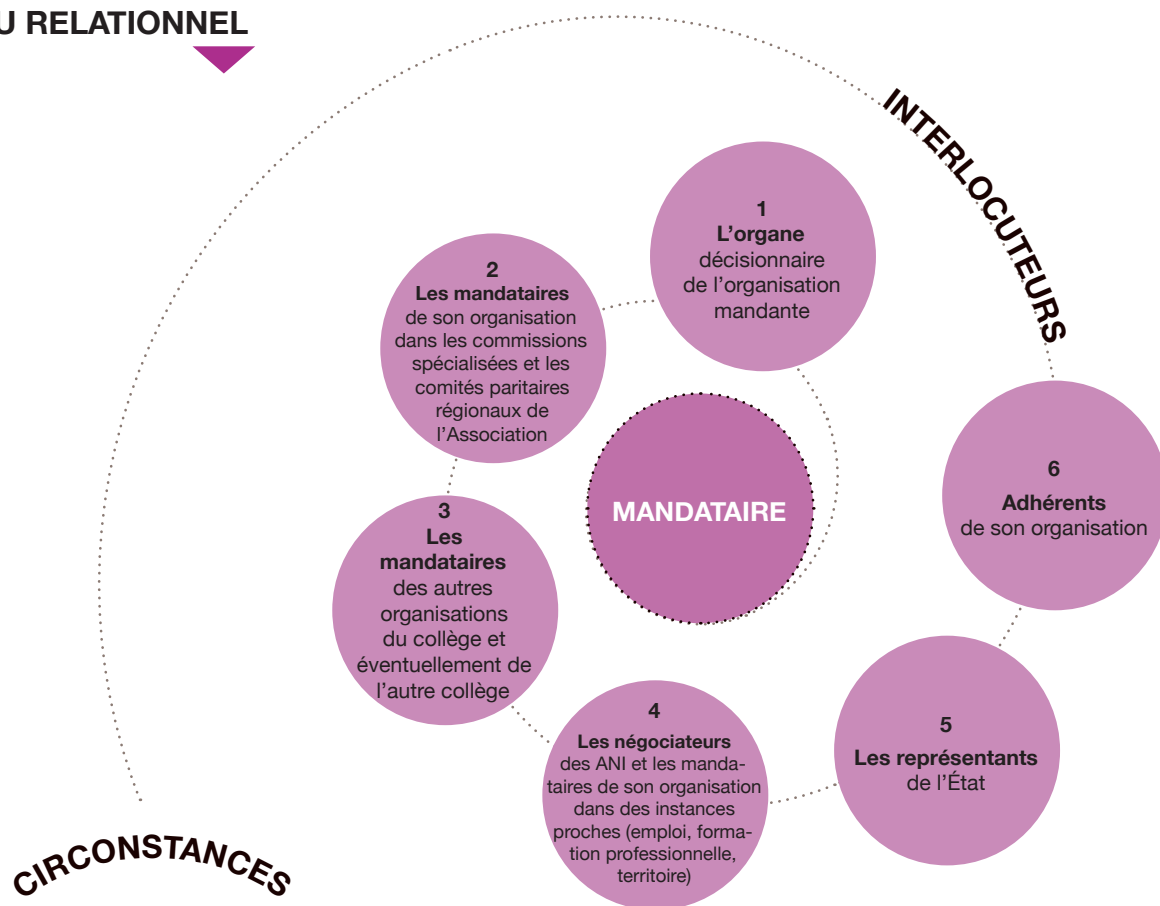 U RELATIONNEL
INTERLOCUTEURS
1
L’organe
décisionnaire
de l’organisation
mandante
2
Les mandataires
de son organisation
dans les commissions
spécialisées et les
comités paritaires
régionaux de
l’Association
MANDATAIRE
3
Les
mandataires
des autres
organisations
du collège et
éventuellement de
l’autre collège
4
Les négociateurs
des ANI et les manda-
taires de son organisation
dans des instances
proches (emploi, forma-
tion professionnelle,
territoire)
5
Les représentants
de l’État
6
Adhérents
de son organisation
CIRCONSTANCES